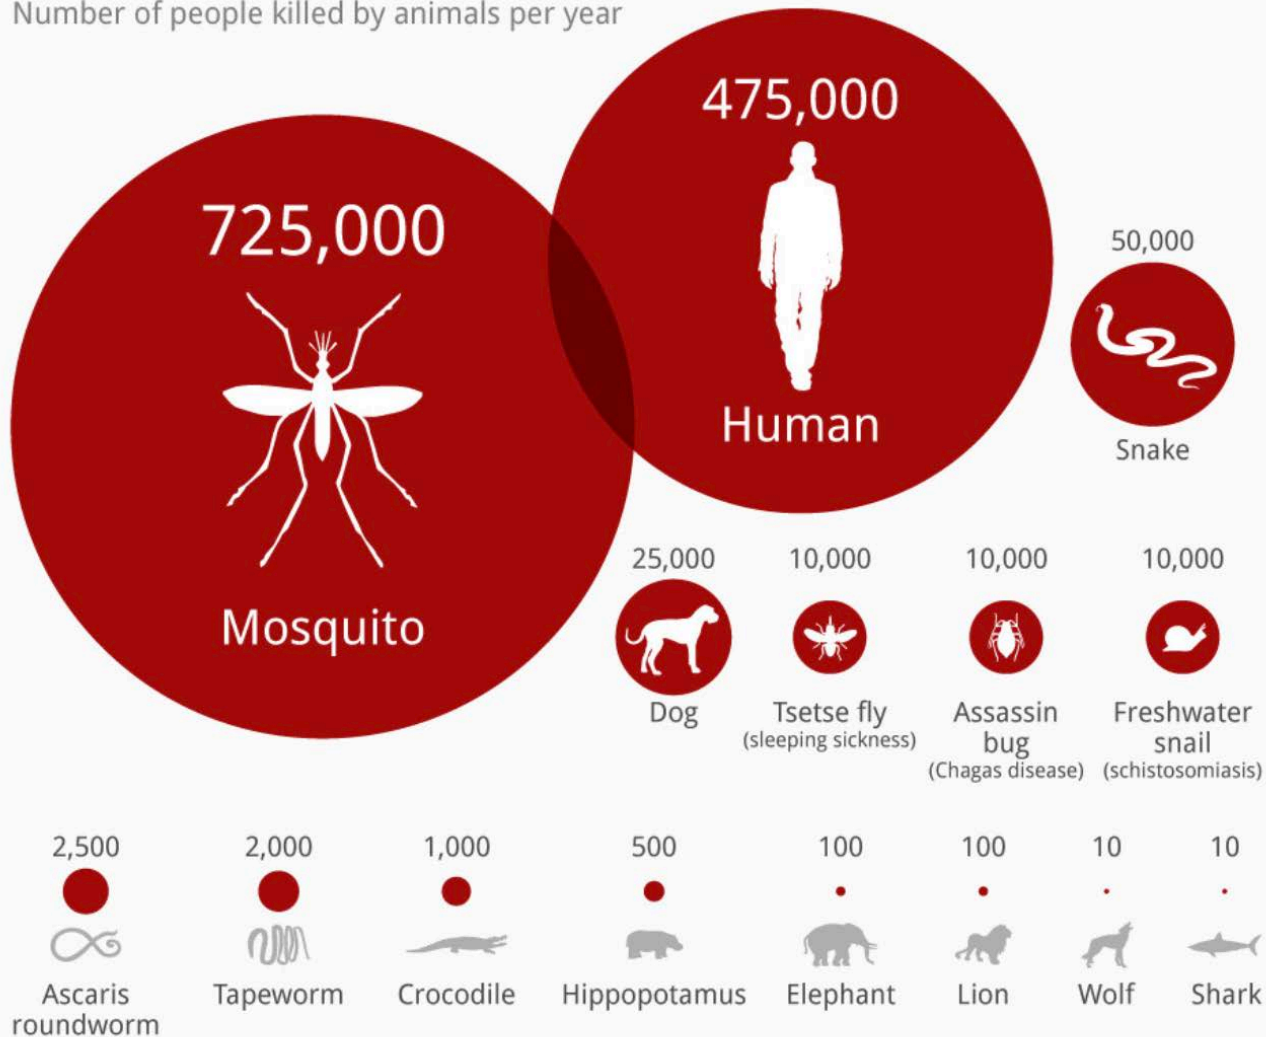 Number of people killed by animals per year
475,000
Human
725,000
Mosquito
50,000
Snake
25,000
Dog
10,000
Tsetse fly
(sleeping sickness)
10,000
Assassin
bug
(Chagas disease)
10,000
Freshwater
snail
(schistosomiasis)
2,500
Ascaris
roundworm
2,000
Tapeworm
1,000
Crocodile
500
Hippopotamus
100
Elephant
100
Lion
10
Wolf
10
Shark